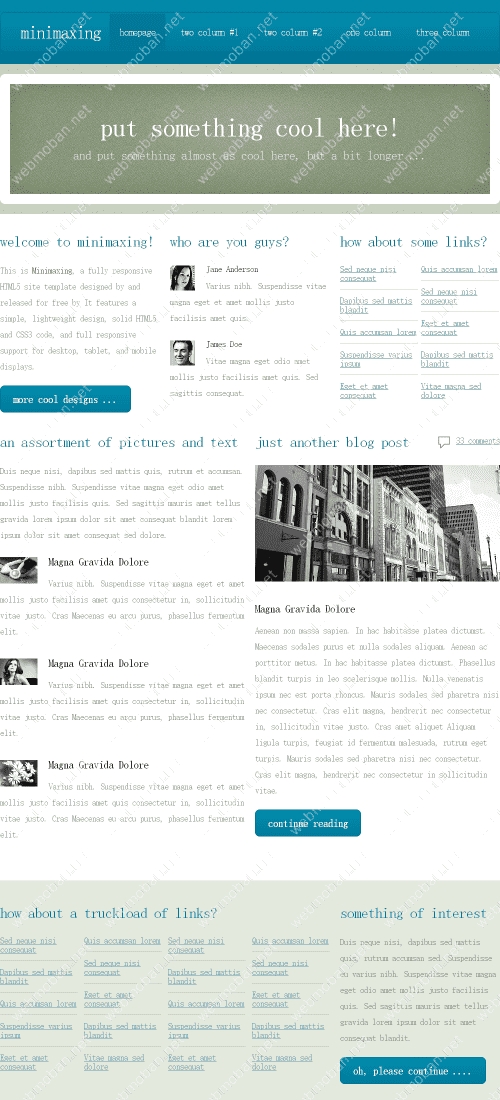 minimaxing
homepage
two column #1
two column #2
one column
three column
put something cool here!
and put something almost as cool here, but a bit longer ...
welcome to minimaxing!
This is Minimaxing, a fully responsive
HTML5 site template designed by and
released for free by It features a
simple, lightweight design, solid HTML5
and CSS3 code, and full responsive
support for desktop, tablet, and mobile
displays.
more cool designs ...
who are you guys?
Jane Anderson
Varius nibh. Suspendisse vitae
magna eget et amet mollis justo
facilisis amet quis.
James Doe
Vitae magna eget odio amet
mollis justo facilisis amet quis. Sed
sagittis consequat.
how about some links?
Sed neque nisi
consequat
Dapibus sed mattis
blandit
Quis accumsan lorem
Suspendisse varius
ipsum
Eget et amet
consequat
Quis accumsan lorem
Sed neque nisi
consequat
Eget et amet
consequat
Dapibus sed mattis
blandit
Vitae magna sed
dolore
an assortment of pictures and text
Duis neque nisi, dapibus sed mattis quis, rutrum et accumsan.
Suspendisse nibh. Suspendisse vitae magna eget odio amet
mollis justo facilisis quis. Sed sagittis mauris amet tellus
gravida lorem ipsum dolor sit amet consequat blandit lorem
ipsum dolor sit amet consequat sed dolore.
Magna Gravida Dolore
Varius nibh. Suspendisse vitae magna eget et amet
mollis justo facilisis amet quis consectetur in, sollicitudin
vitae justo. Cras Maecenas eu arcu purus, phasellus fermentum
elit.
Magna Gravida Dolore
Varius nibh. Suspendisse vitae magna eget et amet
mollis justo facilisis amet quis consectetur in, sollicitudin
vitae justo. Cras Maecenas eu arcu purus, phasellus fermentum
elit.
Magna Gravida Dolore
Varius nibh. Suspendisse vitae magna eget et amet
mollis justo facilisis amet quis consectetur in, sollicitudin
vitae justo. Cras Maecenas eu arcu purus, phasellus fermentum
elit.
just another blog post
33 comments
Magna Gravida Dolore
Aenean non massa sapien. In hac habitasse platea dictumst.
Maecenas sodales purus et nulla sodales aliquam. Aenean ac
porttitor metus. In hac habitasse platea dictumst. Phasellus
blandit turpis in leo scelerisque mollis. Nulla venenatis
ipsum nec est porta rhoncus. Mauris sodales sed pharetra nisi
nec consectetur. Cras elit magna, hendrerit nec consectetur
in, sollicitudin vitae justo. Cras amet aliquet Aliquam
ligula turpis, feugiat id fermentum malesuada, rutrum eget
turpis. Mauris sodales sed pharetra nisi nec consectetur.
Cras elit magna, hendrerit nec consectetur in sollicitudin
vitae.
continue reading
how about a truckload of links?
Sed neque nisi
consequat
Dapibus sed mattis
blandit
Quis accumsan lorem
Suspendisse varius
ipsum
Eget et amet
consequat
Quis accumsan lorem
Sed neque nisi
consequat
Eget et amet
consequat
Dapibus sed mattis
blandit
Vitae magna sed
dolore
Sed neque nisi
consequat
Dapibus sed mattis
blandit
Quis accumsan lorem
Suspendisse varius
ipsum
Eget et amet
consequat
Quis accumsan lorem
Sed neque nisi
consequat
Eget et amet
consequat
Dapibus sed mattis
blandit
Vitae magna sed
dolore
something of interest
Duis neque nisi, dapibus sed mattis
quis, rutrum accumsan sed. Suspendisse
eu varius nibh. Suspendisse vitae magna
eget odio amet mollis justo facilisis
quis. Sed sagittis mauris amet tellus
gravida lorem ipsum dolor sit amet
consequat blandit.
oh, please continue ....
webmoban.net